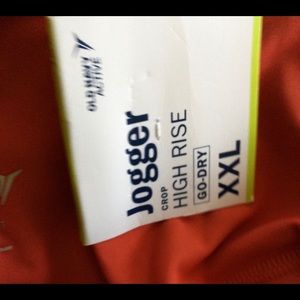 OLD NAVY
ACTIVE
Jogger
CROP
HIGH RISE
GO-DRY
XXL